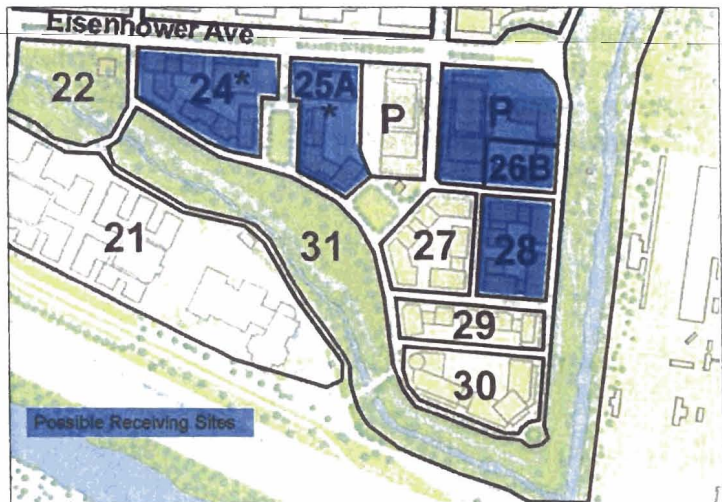 Eisenhower Ave
22
24*
25A
*
P
P
26B
21
31
27
28
29
30
Possible Receiving Sites